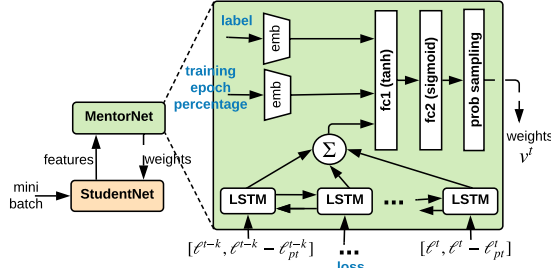 label
emb
training
epoch
percentage
emb
fc1 (tanh)
fc2 (sigmoid)
prob sampling
MentorNet
features
weights
mini
batch
StudentNet
Σ
weights
v^t
LSTM
LSTM
...
LSTM
[ℓ^{t-k}, ℓ^{t-k} − ℓ_{pt}^{t-k}]
...
[ℓ^t, ℓ^t − ℓ_{pt}^t]
loss